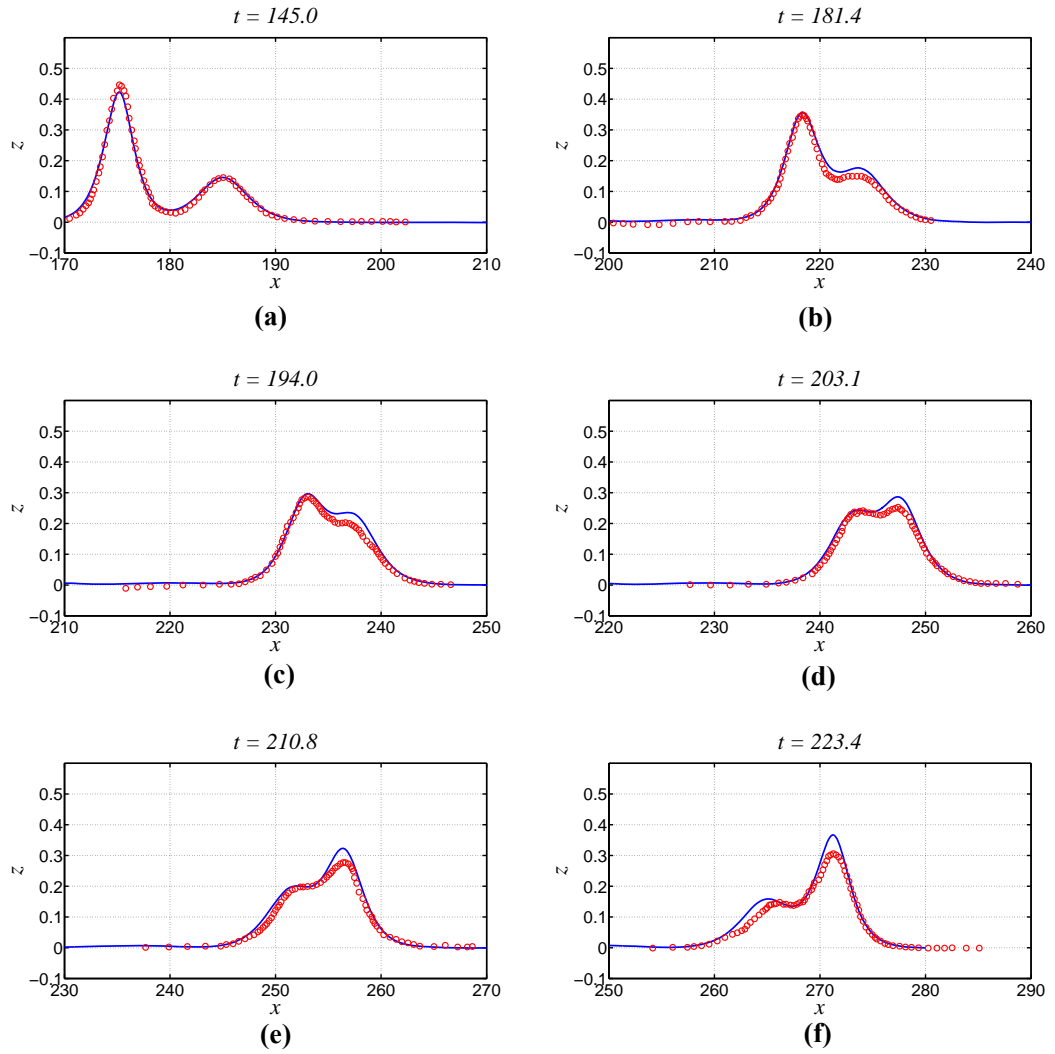 t = 145.0
0.5
0.4
0.3
0.2
0.1
0
−0.1
z
170 180 190 200 210
x
(a)
t = 181.4
0.5
0.4
0.3
0.2
0.1
0
−0.1
z
200 210 220 230 240
x
(b)
t = 194.0
0.5
0.4
0.3
0.2
0.1
0
−0.1
z
210 220 230 240 250
x
(c)
t = 203.1
0.5
0.4
0.3
0.2
0.1
0
−0.1
z
220 230 240 250 260
x
(d)
t = 210.8
0.5
0.4
0.3
0.2
0.1
0
−0.1
z
230 240 250 260 270
x
(e)
t = 223.4
0.5
0.4
0.3
0.2
0.1
0
−0.1
z
250 260 270 280 290
x
(f)